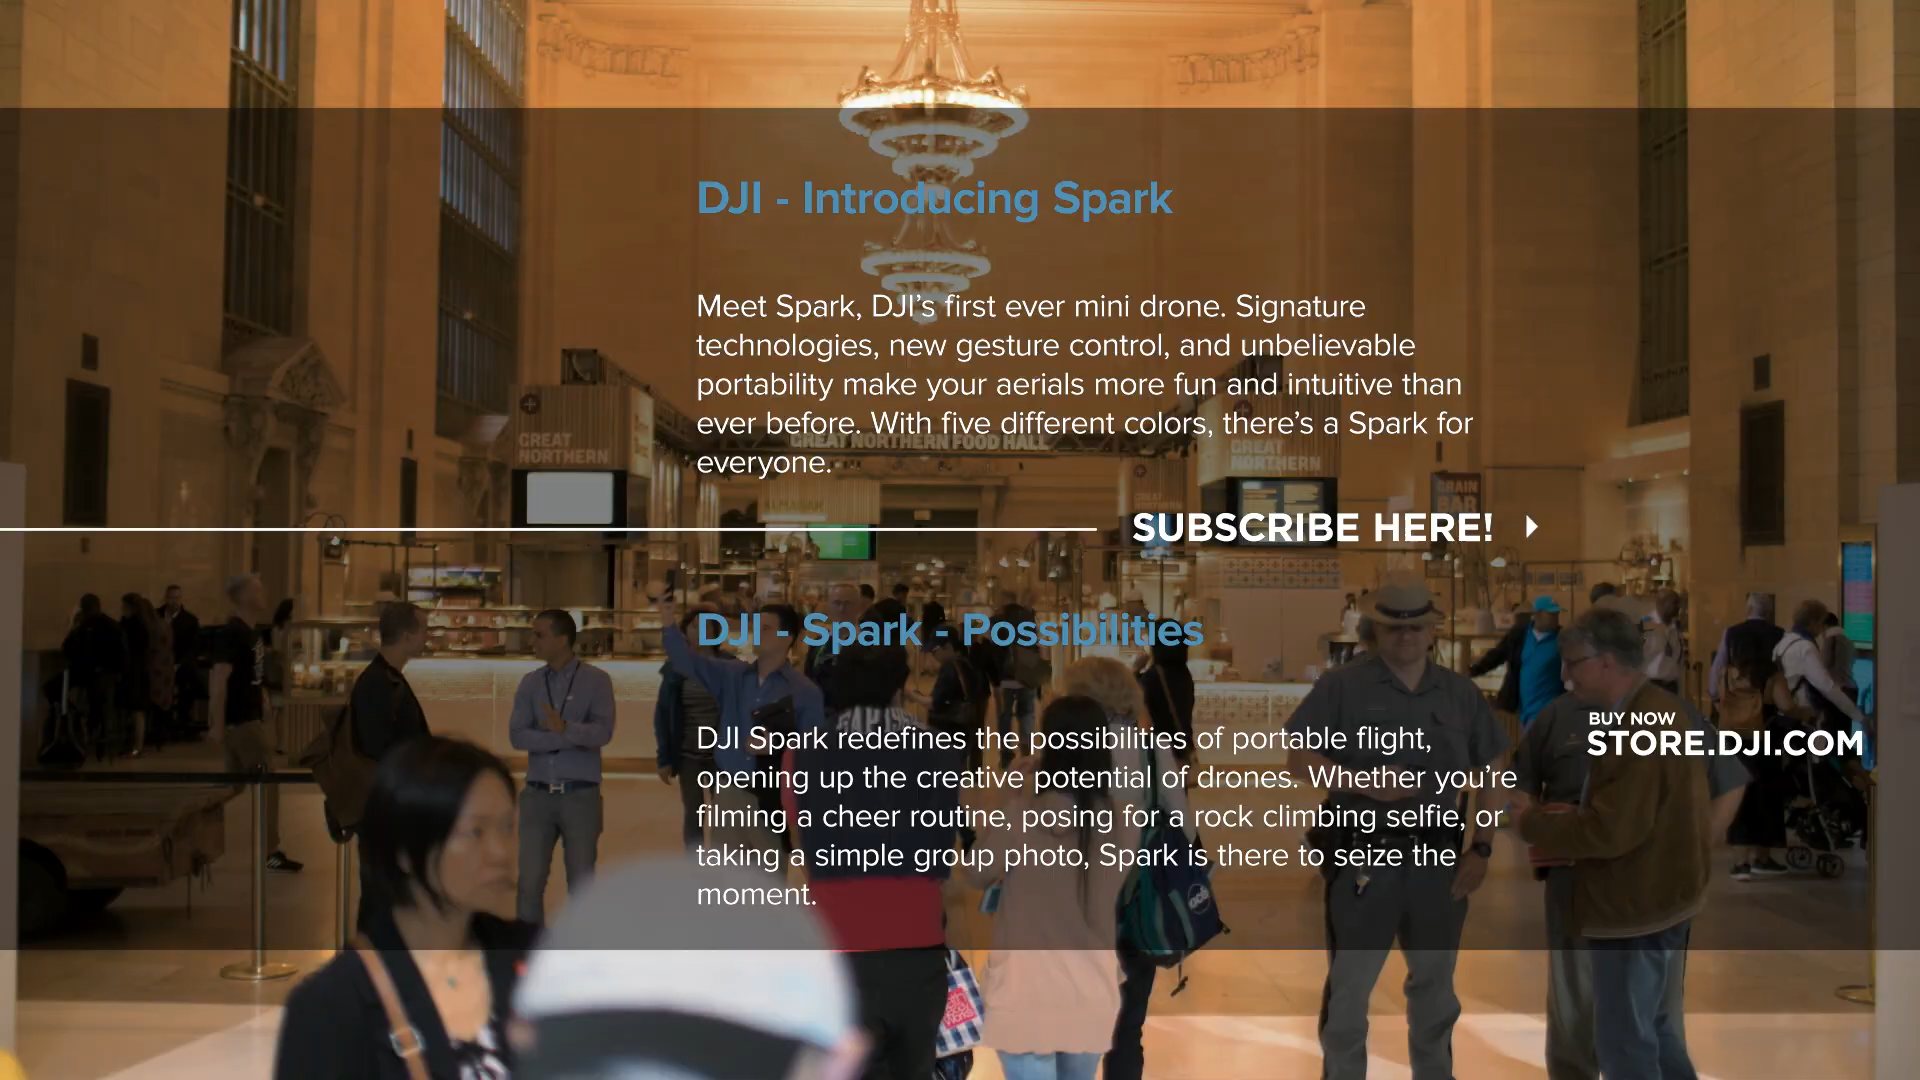 DJI - Introducing Spark
Meet Spark, DJI’s first ever mini drone. Signature
technologies, new gesture control, and unbelievable
portability make your aerials more fun and intuitive than
ever before. With five different colors, there’s a Spark for
everyone.
GREAT
NORTHERN
GREAT NORTHERN FOOD HALL
GREAT
NORTHERN
GRAIN
BAR
SUBSCRIBE HERE!
DJI - Spark - Possibilities
DJI Spark redefines the possibilities of portable flight,
opening up the creative potential of drones. Whether you’re
filming a cheer routine, posing for a rock climbing selfie, or
taking a simple group photo, Spark is there to seize the
moment.
BUY NOW
STORE.DJI.COM